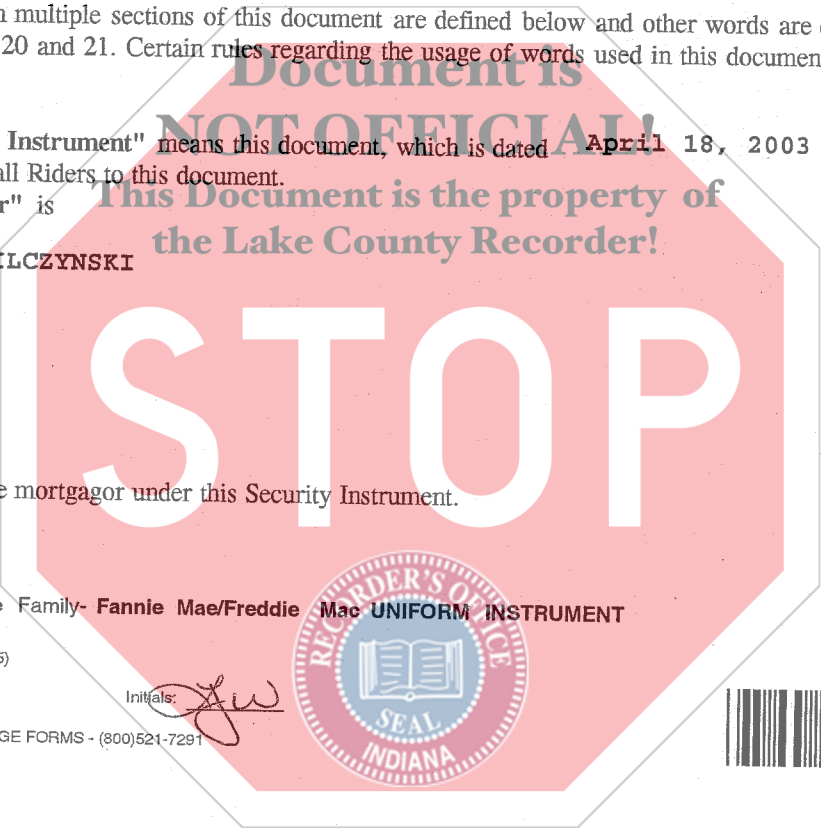 n multiple sections of this document are defined below and other words are
20 and 21. Certain rules regarding the usage of words used in this documen
Document is
NOT OFFICIAL!
Instrument" means this document, which is dated April 18, 2003
all Riders to this document.
r" is
This Document is the property of
the Lake County Recorder!
ILCZYNSKI
STOP
e mortgagor under this Security Instrument.
e Family- Fannie Mae/Freddie Mac UNIFORM INSTRUMENT
RECORDER'S OFFICE
SEAL
INDIANA
5)
Initials: LJW
GE FORMS - (800)521-7291